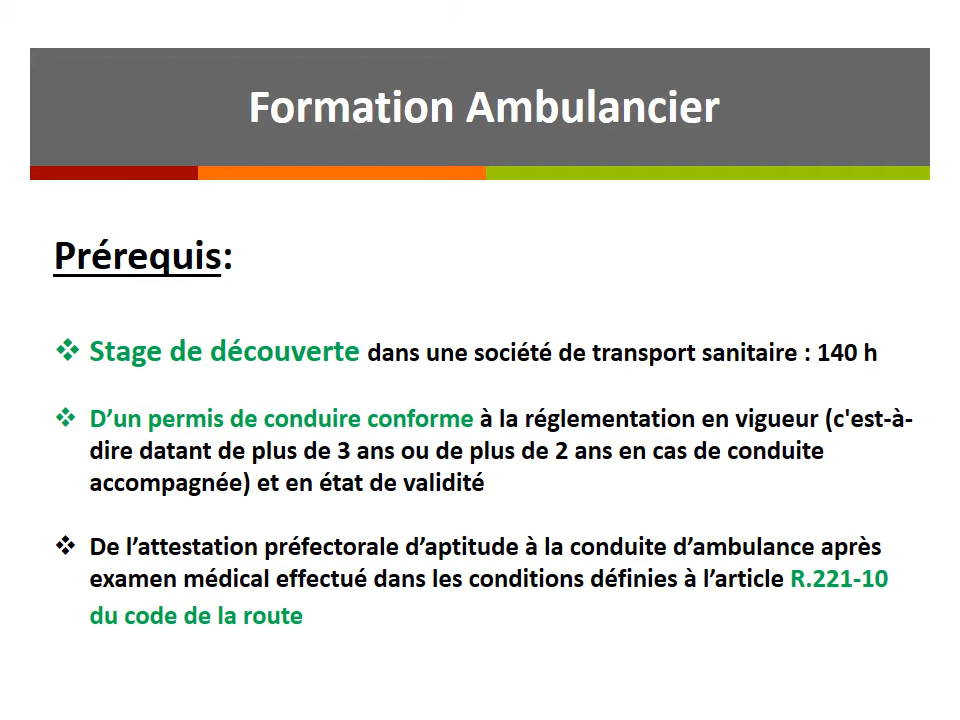 Formation Ambulancier
Prérequis:
❖ Stage de découverte dans une société de transport sanitaire : 140 h
❖ D’un permis de conduire conforme à la réglementation en vigueur (c'est-à-
dire datant de plus de 3 ans ou de plus de 2 ans en cas de conduite
accompagnée) et en état de validité
❖ De l’attestation préfectorale d’aptitude à la conduite d’ambulance après
examen médical effectué dans les conditions définies à l’article R.221-10
du code de la route